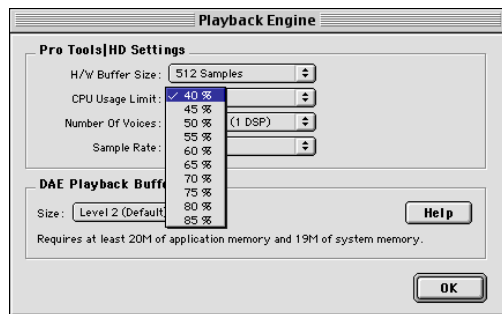 Playback Engine
Pro Tools|HD Settings
H/W Buffer Size: 512 Samples
CPU Usage Limit: ✓ 40 %
45 %
Number Of Voices: 50 % (1 DSP)
55 %
Sample Rate: 60 %
65 %
70 %
DAE Playback 75 %
80 %
Size: Level 2 (Default) 85 %
Help
Requires at least 20M of application memory and 19M of system memory.
OK